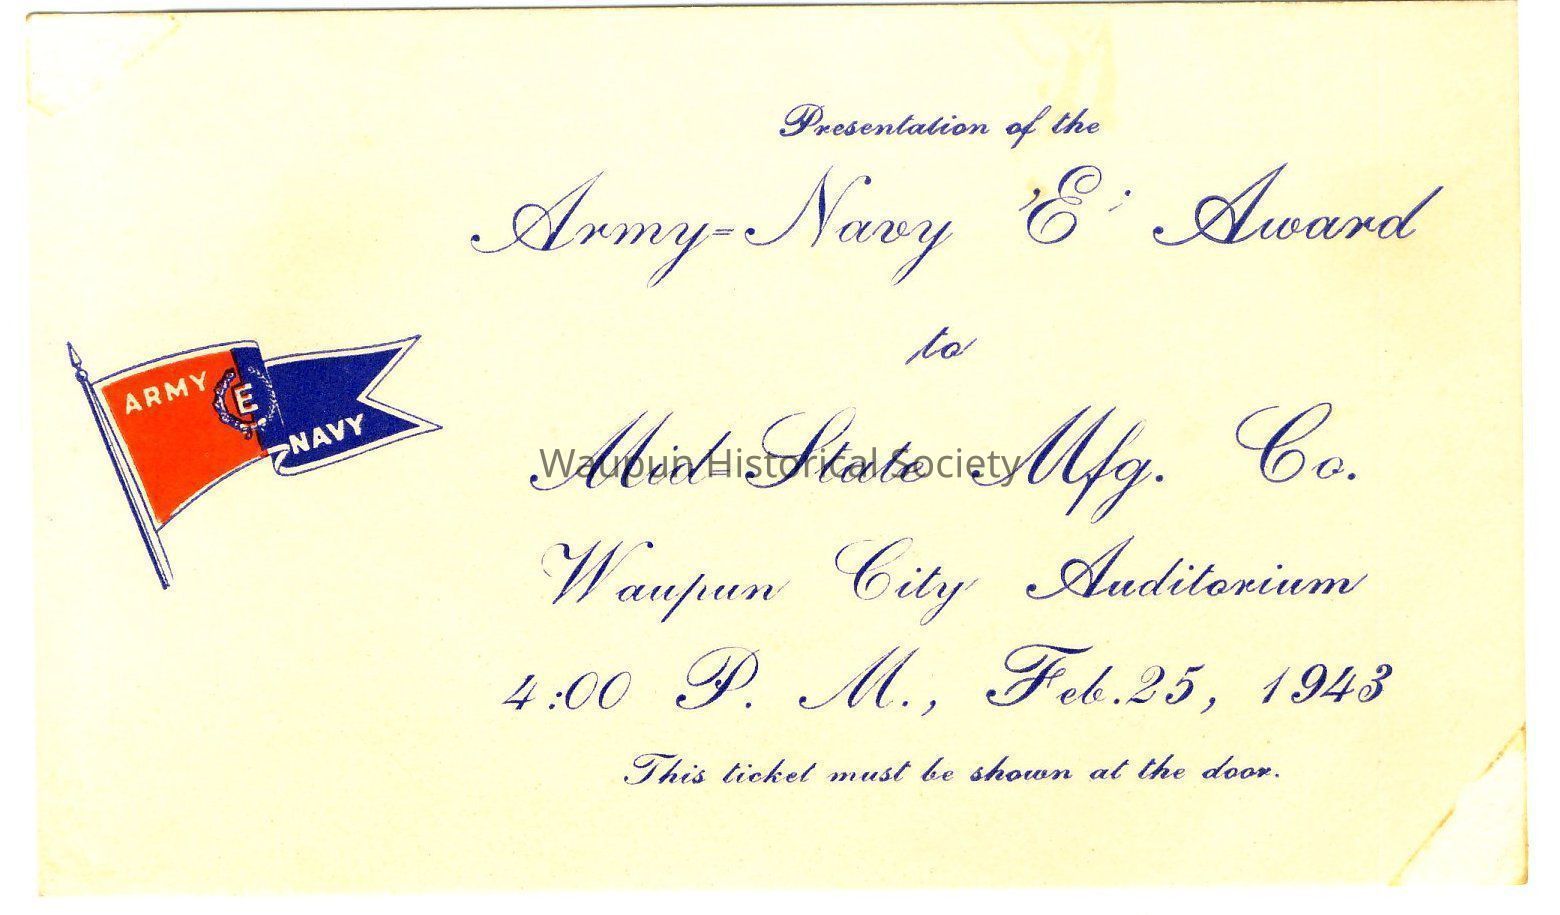 Presentation of the
Army=Navy 'E' Award
to
Mid=State Mfg. Co.
Waupun City Auditorium
4:00 P. M., Feb. 25, 1943
This ticket must be shown at the door.
ARMY
E
NAVY
Waupun Historical Society